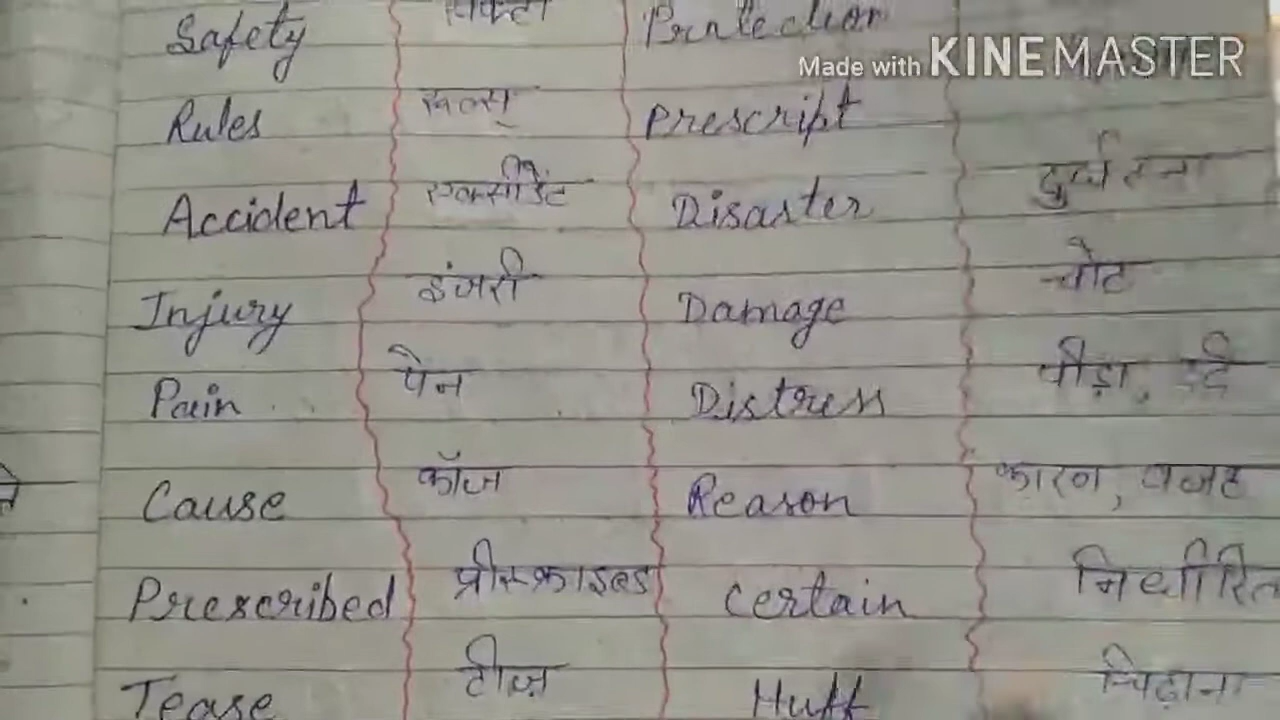 Safety सेफ्टी Protection
Made with KINEMASTER
Rules रूल्स Prescript
Accident एक्सीडेंट Disaster दुर्घटना
Injury इंजरी Damage चोट
Pain पैन Distress पीड़ा, दर्द
Cause कॉज Reason कारण, वजह
Prescribed प्रीस्क्राइब्ड Certain निर्धारित
Tease टीज़ Huff चिढ़ाना